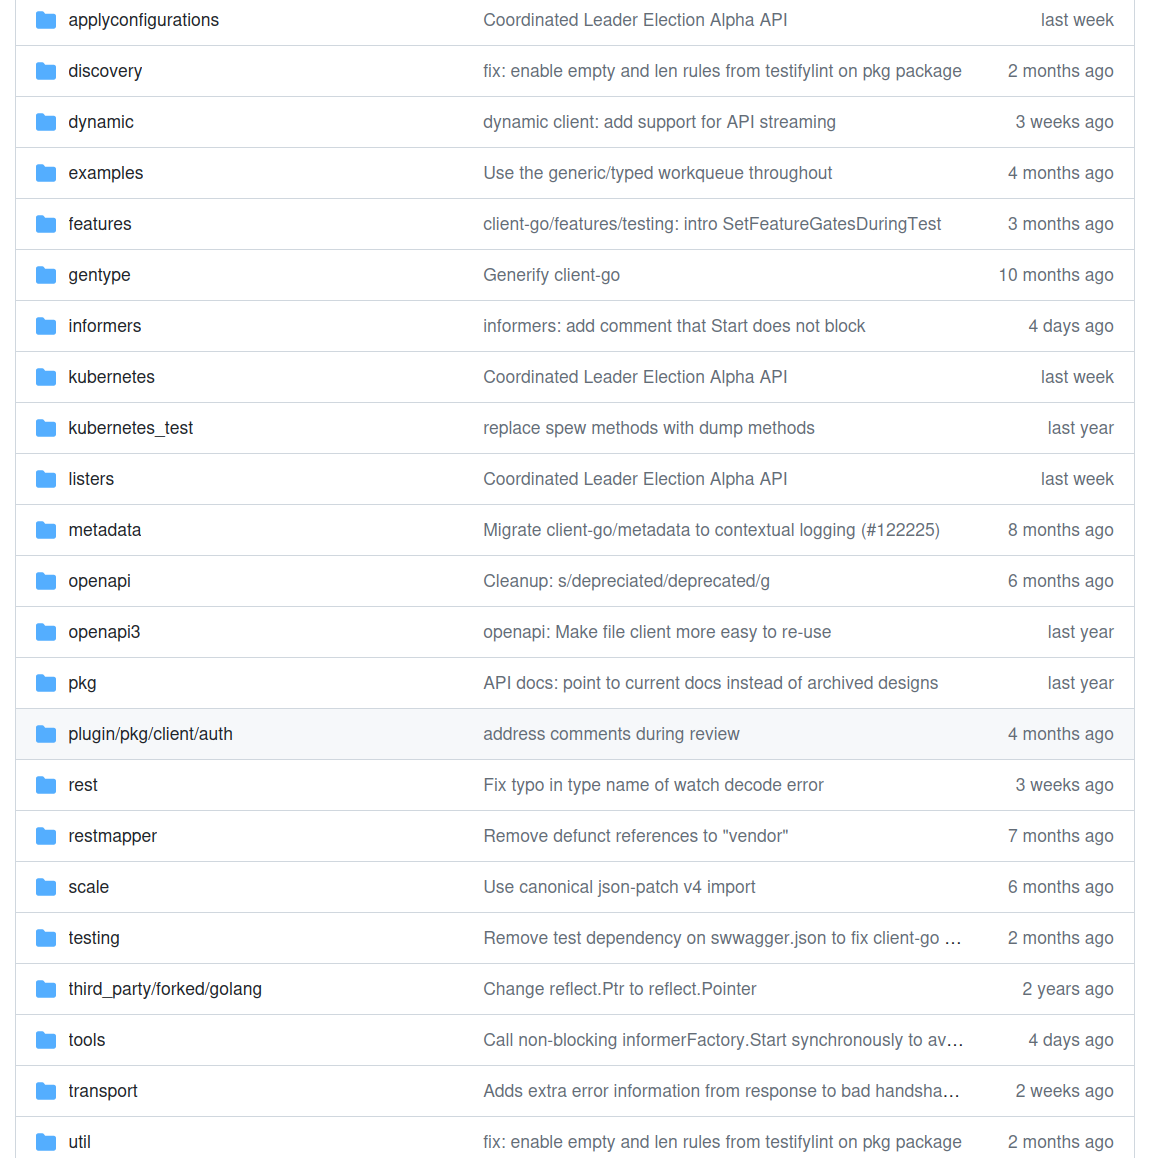 applyconfigurations Coordinated Leader Election Alpha API last week
discovery fix: enable empty and len rules from testifylint on pkg package 2 months ago
dynamic dynamic client: add support for API streaming 3 weeks ago
examples Use the generic/typed workqueue throughout 4 months ago
features client-go/features/testing: intro SetFeatureGatesDuringTest 3 months ago
gentype Generify client-go 10 months ago
informers informers: add comment that Start does not block 4 days ago
kubernetes Coordinated Leader Election Alpha API last week
kubernetes_test replace spew methods with dump methods last year
listers Coordinated Leader Election Alpha API last week
metadata Migrate client-go/metadata to contextual logging (#122225) 8 months ago
openapi Cleanup: s/depreciated/deprecated/g 6 months ago
openapi3 openapi: Make file client more easy to re-use last year
pkg API docs: point to current docs instead of archived designs last year
plugin/pkg/client/auth address comments during review 4 months ago
rest Fix typo in type name of watch decode error 3 weeks ago
restmapper Remove defunct references to "vendor" 7 months ago
scale Use canonical json-patch v4 import 6 months ago
testing Remove test dependency on swwagger.json to fix client-go … 2 months ago
third_party/forked/golang Change reflect.Ptr to reflect.Pointer 2 years ago
tools Call non-blocking informerFactory.Start synchronously to av… 4 days ago
transport Adds extra error information from response to bad handsha… 2 weeks ago
util fix: enable empty and len rules from testifylint on pkg package 2 months ago